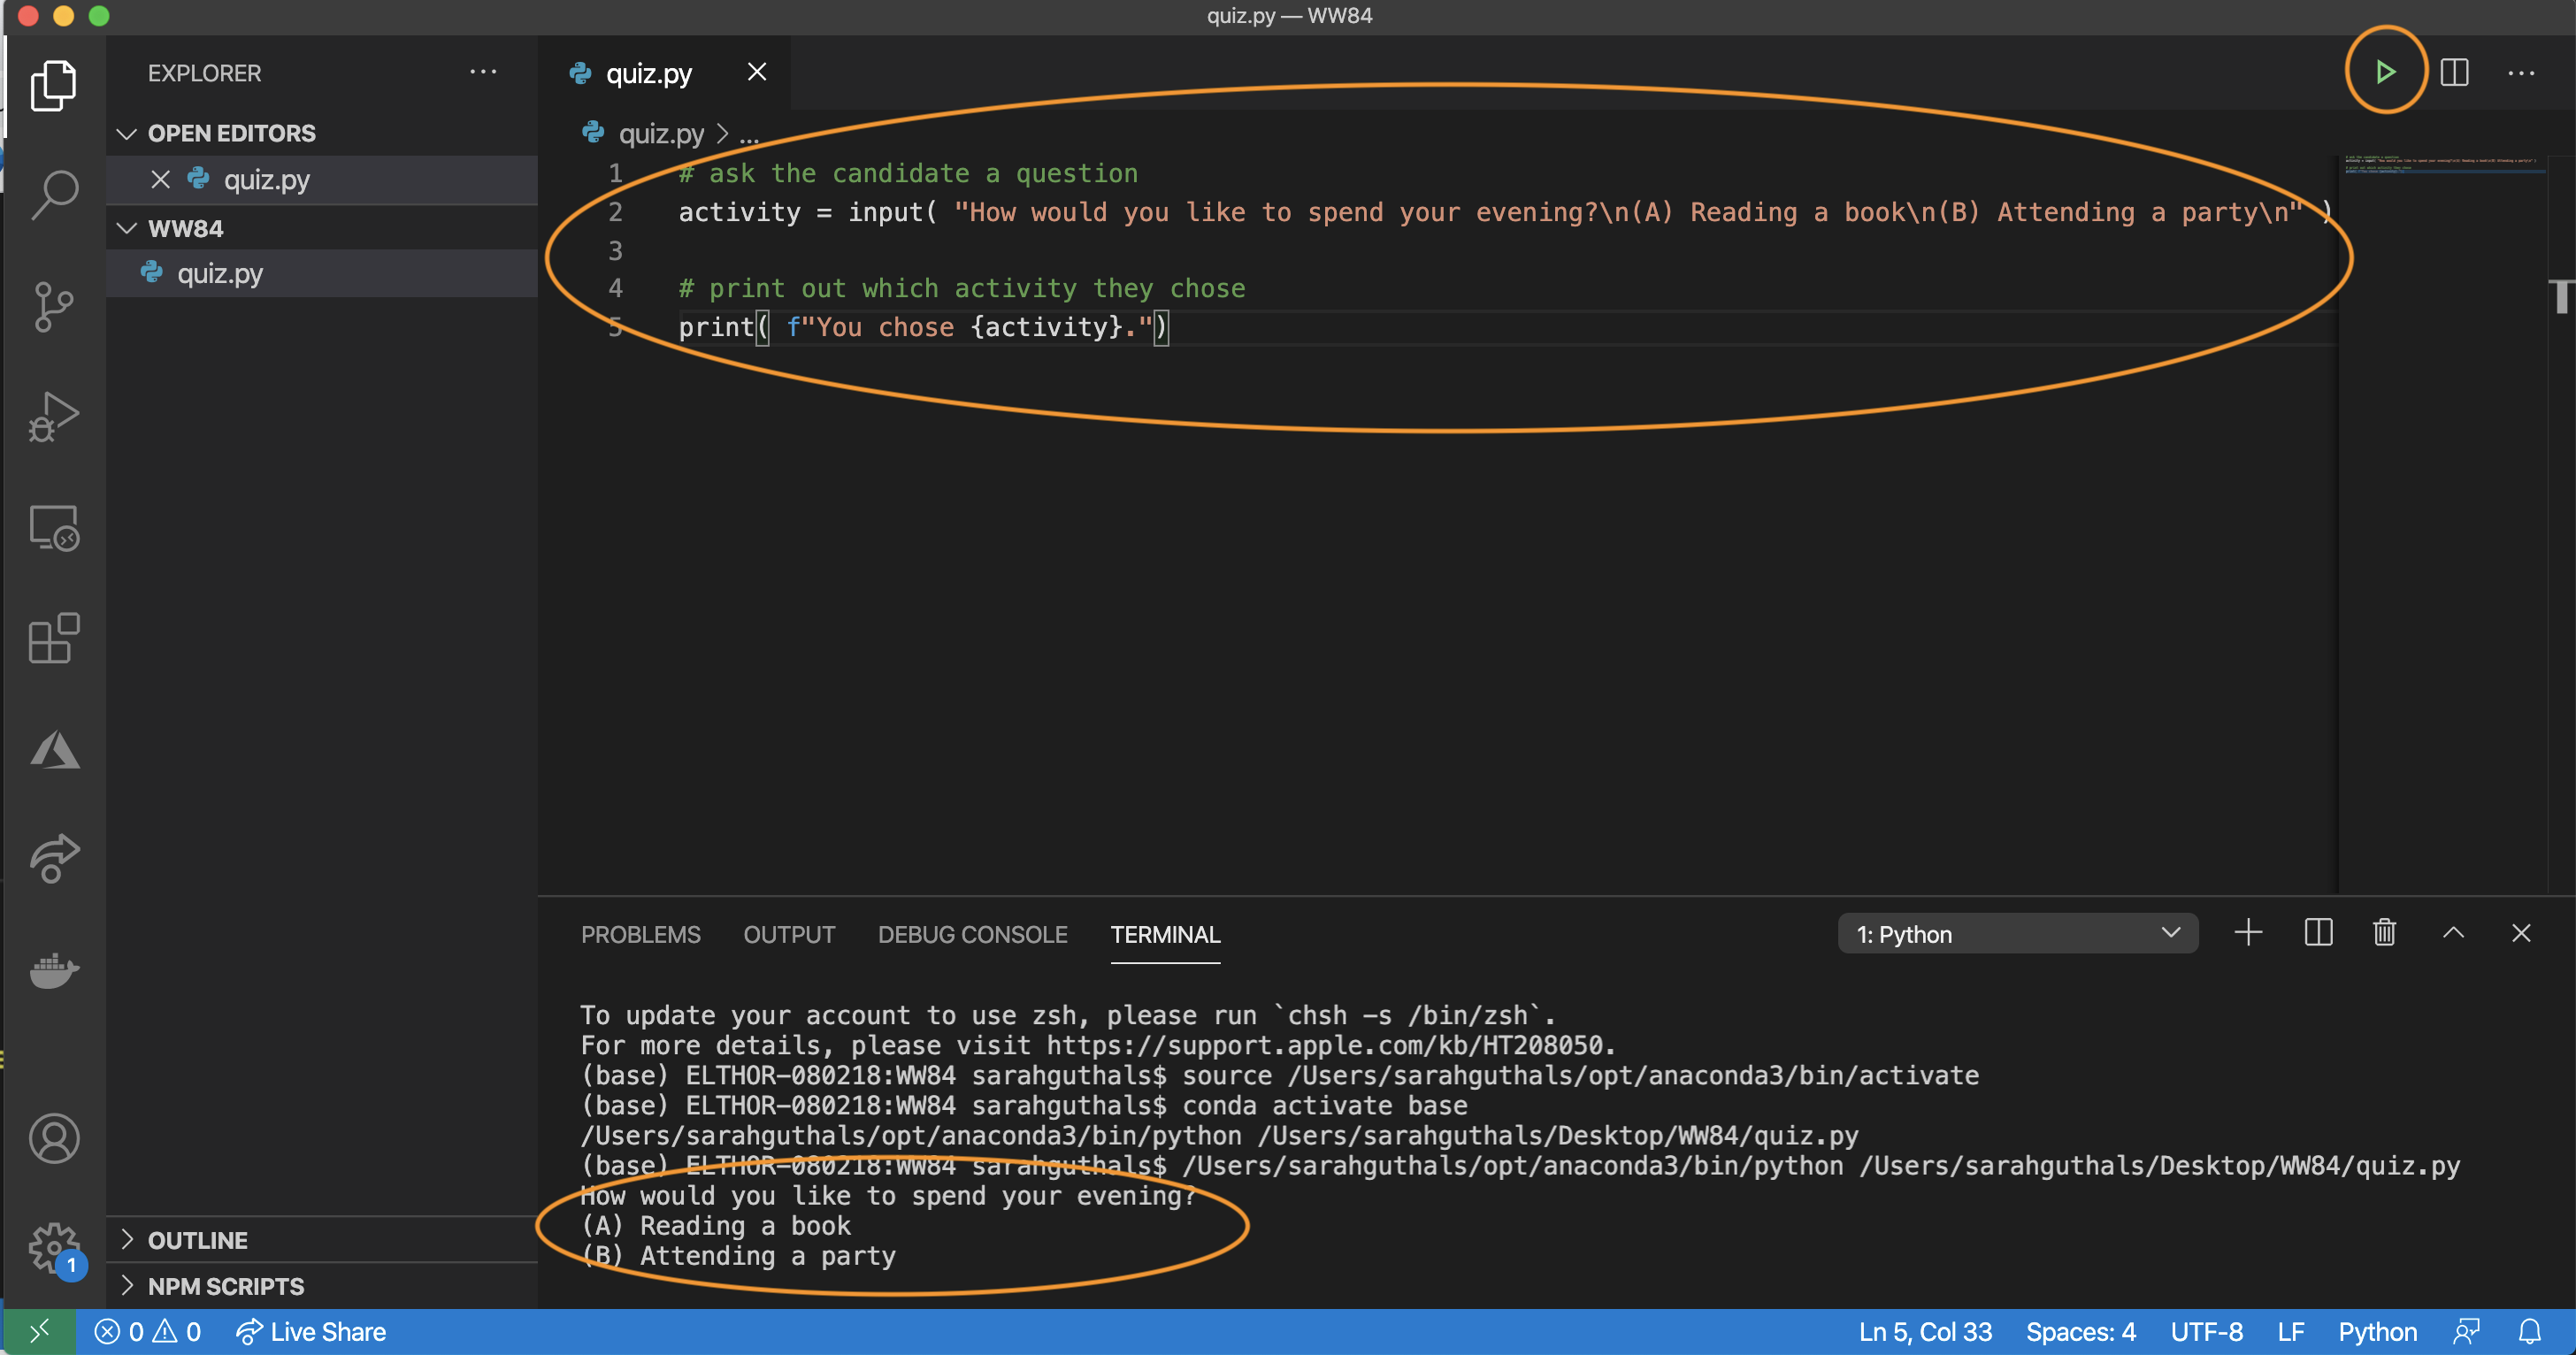 quiz.py — WW84
EXPLORER
quiz.py
OPEN EDITORS
quiz.py
WW84
quiz.py
quiz.py > ...
1 # ask the candidate a question
2 activity = input( "How would you like to spend your evening?\n(A) Reading a book\n(B) Attending a party\n" )
3
4 # print out which activity they chose
5 print( f"You chose {activity}.")
PROBLEMS OUTPUT DEBUG CONSOLE TERMINAL 1: Python
To update your account to use zsh, please run `chsh -s /bin/zsh`.
For more details, please visit https://support.apple.com/kb/HT208050.
(base) ELTHOR-080218:WW84 sarahguthals$ source /Users/sarahguthals/opt/anaconda3/bin/activate
(base) ELTHOR-080218:WW84 sarahguthals$ conda activate base
/Users/sarahguthals/opt/anaconda3/bin/python /Users/sarahguthals/Desktop/WW84/quiz.py
(base) ELTHOR-080218:WW84 sarahguthals$ /Users/sarahguthals/opt/anaconda3/bin/python /Users/sarahguthals/Desktop/WW84/quiz.py
How would you like to spend your evening?
(A) Reading a book
(B) Attending a party
OUTLINE
NPM SCRIPTS
1
0 0 Live Share Ln 5, Col 33 Spaces: 4 UTF-8 LF Python